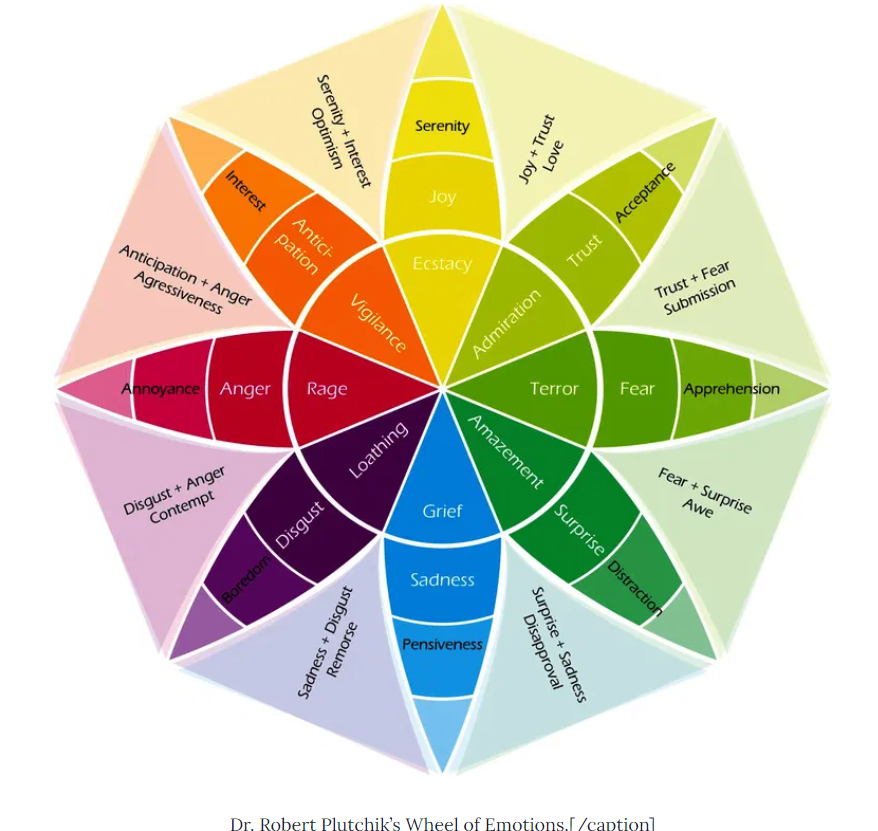 Serenity + Interest
Optimism
Serenity
Joy
Ecstasy
Joy + Trust
Love
Interest
Antici-
pation
Vigilance
Acceptance
Trust
Admiration
Anticipation + Anger
Agressiveness
Trust + Fear
Submission
Annoyance
Anger
Rage
Terror
Fear
Apprehension
Disgust + Anger
Contempt
Loathing
Disgust
Boredom
Amazement
Surprise
Distraction
Fear + Surprise
Awe
Grief
Sadness
Pensiveness
Sadness + Disgust
Remorse
Surprise + Sadness
Disapproval
Dr. Robert Plutchik’s Wheel of Emotions.[/caption]